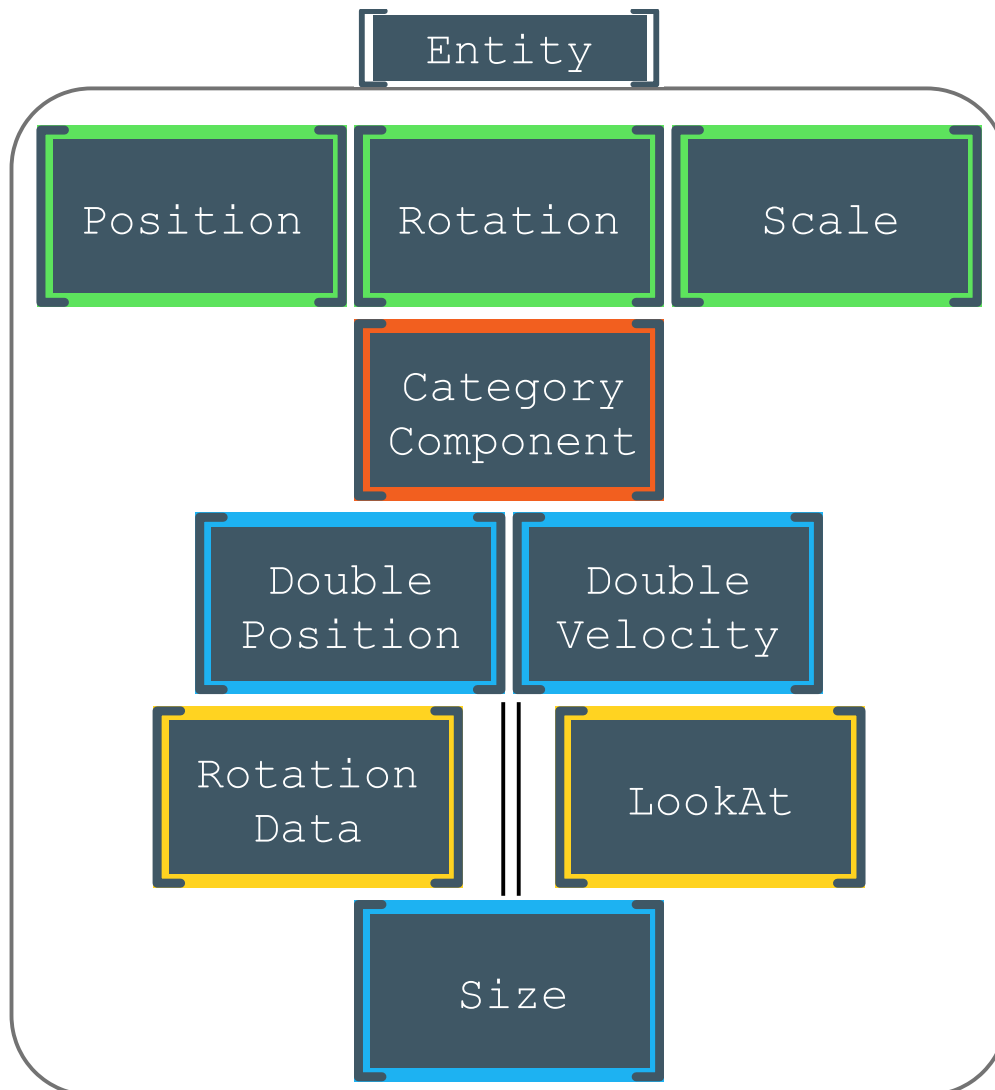 Entity
Position
Rotation
Scale
Category
Component
Double
Position
Double
Velocity
Rotation
Data
LookAt
Size